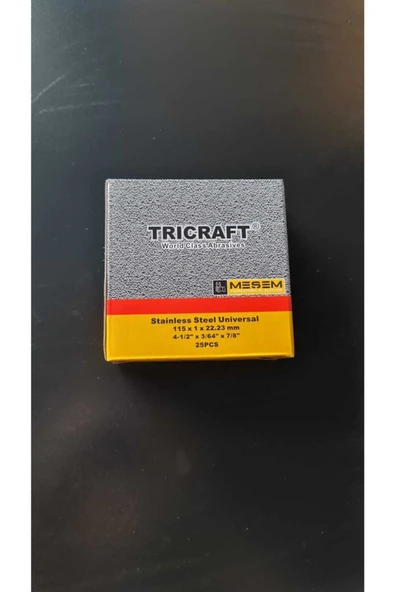 TRICRAFT®
World Class Abrasives
MESEM
Stainless Steel Universal
115 x 1 x 22.23 mm
4-1/2" x 3/64" x 7/8"
25PCS